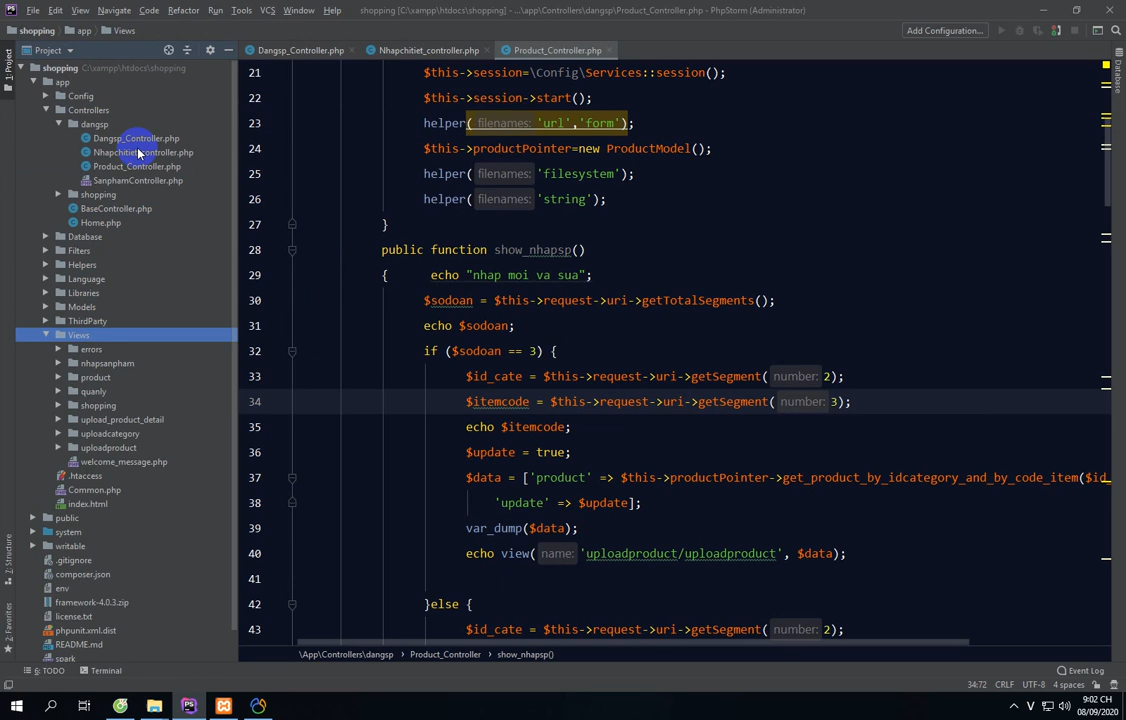 File Edit View Navigate Code Refactor Run Tools VCS Window Help shopping [C:\xampp\htdocs\shopping] - ...\app\Controllers\dangsp\Product_Controller.php - PhpStorm (Administrator)
shopping app Views Add Configuration...
Project
Dangsp_Controller.php Nhapchitiet_controller.php Product_Controller.php
1: Project
Database
Z: Structure
2: Favorites
shopping C:\xampp\htdocs\shopping
app
Config
Controllers
dangsp
Dangsp_Controller.php
Nhapchitiet_controller.php
Product_Controller.php
SanphamController.php
shopping
BaseController.php
Home.php
Database
Filters
Helpers
Language
Libraries
Models
ThirdParty
Views
errors
nhapsanpham
product
quanly
shopping
upload_product_detail
uploadcategory
uploadproduct
welcome_message.php
.htaccess
Common.php
index.html
public
system
writable
.gitignore
composer.json
env
framework-4.0.3.zip
license.txt
phpunit.xml.dist
README.md
spark
21 $this->session=\Config\Services::session();
22 $this->session->start();
23 helper( filenames: 'url','form');
24 $this->productPointer=new ProductModel();
25 helper( filenames: 'filesystem');
26 helper( filenames: 'string');
27 }
28 public function show_nhapsp()
29 { echo "nhap moi va sua";
30 $sodoan = $this->request->uri->getTotalSegments();
31 echo $sodoan;
32 if ($sodoan == 3) {
33 $id_cate = $this->request->uri->getSegment( number: 2);
34 $itemcode = $this->request->uri->getSegment( number: 3);
35 echo $itemcode;
36 $update = true;
37 $data = ['product' => $this->productPointer->get_product_by_idcategory_and_by_code_item($id_
38 'update' => $update];
39 var_dump($data);
40 echo view( name: 'uploadproduct/uploadproduct', $data);
41
42 }else {
43 $id_cate = $this->request->uri->getSegment( number: 2);
\App\Controllers\dangsp Product_Controller show_nhapsp()
6: TODO Terminal Event Log
34:72 CRLF UTF-8 4 spaces
9:02 CH
08/09/2020